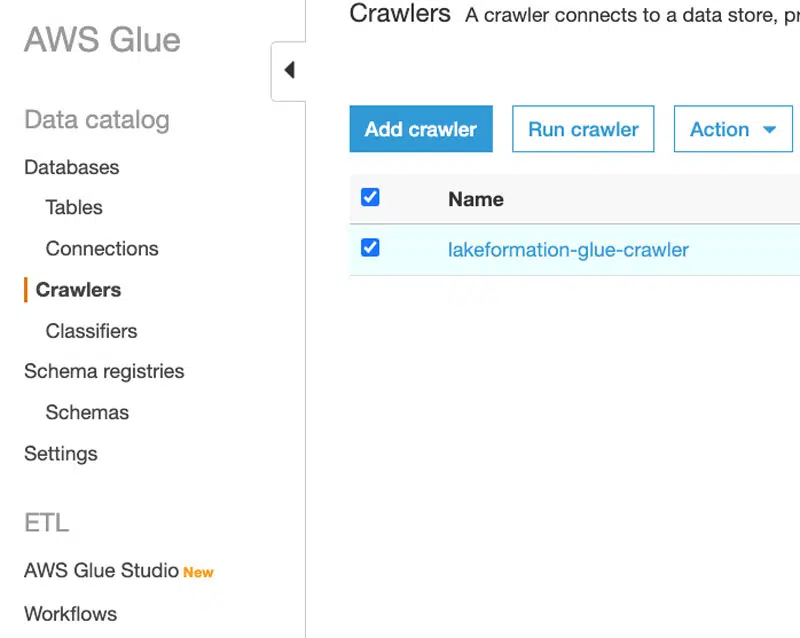 AWS Glue
Data catalog
Databases
Tables
Connections
Crawlers
Classifiers
Schema registries
Schemas
Settings
ETL
AWS Glue Studio New
Workflows
Crawlers A crawler connects to a data store,
Add crawler Run crawler Action
Name
lakeformation-glue-crawler